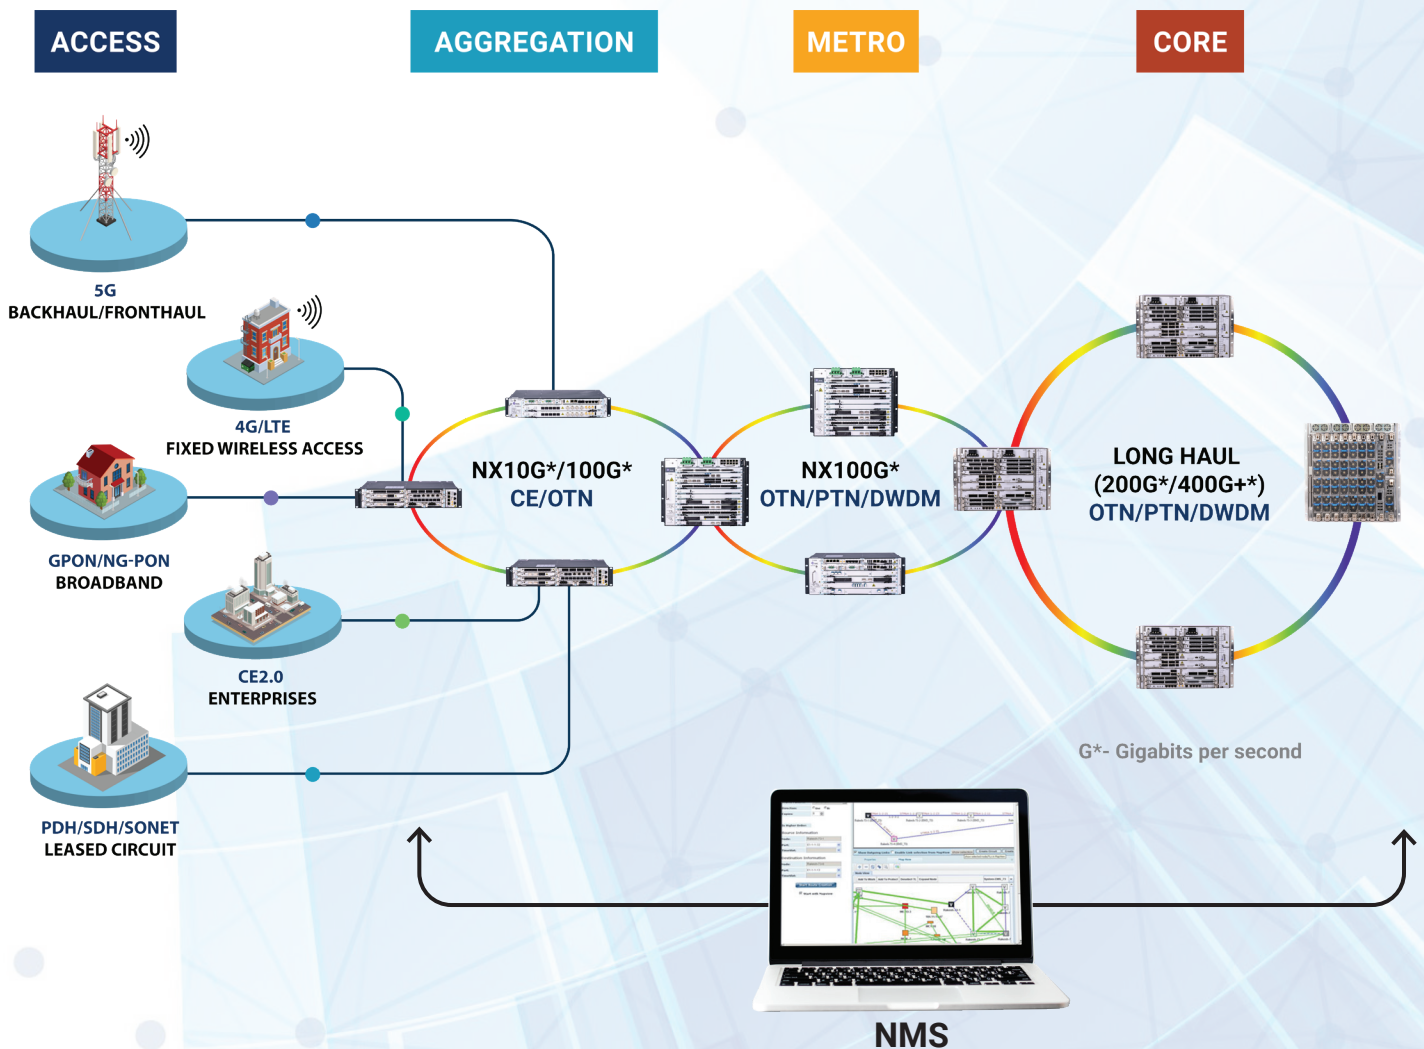 ACCESS
AGGREGATION
METRO
CORE
5G
BACKHAUL/FRONTHAUL
4G/LTE
FIXED WIRELESS ACCESS
GPON/NG-PON
BROADBAND
CE2.0
ENTERPRISES
PDH/SDH/SONET
LEASED CIRCUIT
NX10G*/100G*
CE/OTN
NX100G*
OTN/PTN/DWDM
LONG HAUL
(200G*/400G+*)
OTN/PTN/DWDM
G*- Gigabits per second
NMS